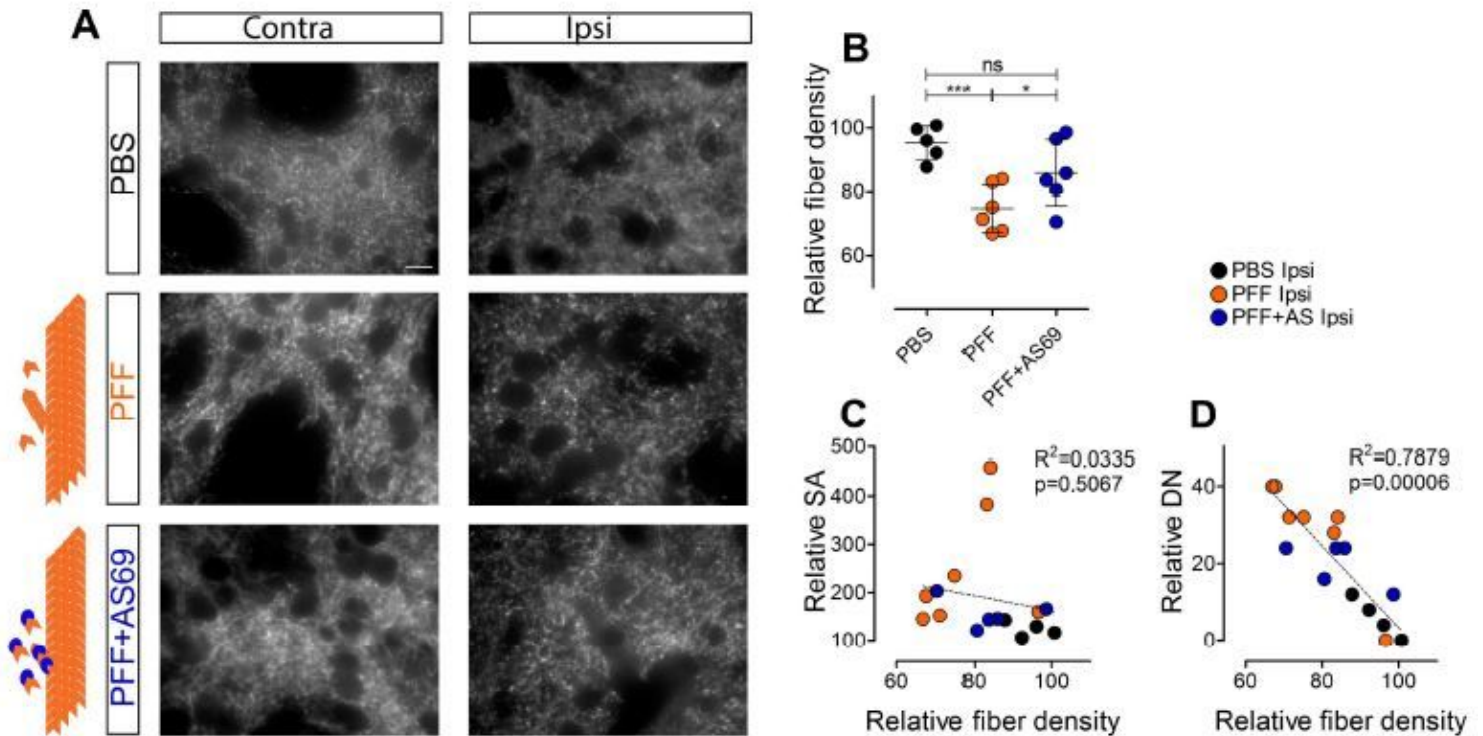 A
Contra
Ipsi
PBS
PFF
PFF+AS69
B
ns
***
*
Relative fiber density
100
80
60
PBS
PFF
PFF+AS69
PBS Ipsi
PFF Ipsi
PFF+AS Ipsi
C
Relative SA
500
400
300
200
100
R²=0.0335
p=0.5067
60
80
100
Relative fiber density
D
Relative DN
40
20
0
R²=0.7879
p=0.00006
60
80
100
Relative fiber density